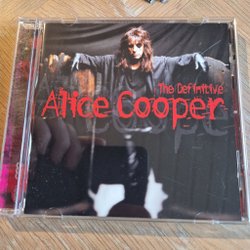 The Definitive
Alice Cooper